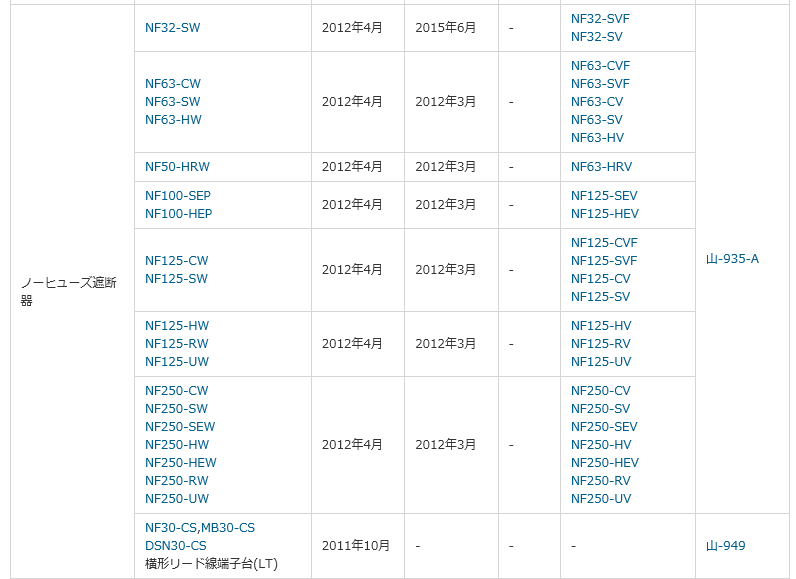 ノーヒューズ遮断
器
NF32-SW
2012年4月
2015年6月
-
NF32-SVF
NF32-SV
山-935-A
NF63-CW
NF63-SW
NF63-HW
2012年4月
2012年3月
-
NF63-CVF
NF63-SVF
NF63-CV
NF63-SV
NF63-HV
NF50-HRW
2012年4月
2012年3月
-
NF63-HRV
NF100-SEP
NF100-HEP
2012年4月
2012年3月
-
NF125-SEV
NF125-HEV
NF125-CW
NF125-SW
2012年4月
2012年3月
-
NF125-CVF
NF125-SVF
NF125-CV
NF125-SV
NF125-HW
NF125-RW
NF125-UW
2012年4月
2012年3月
-
NF125-HV
NF125-RV
NF125-UV
NF250-CW
NF250-SW
NF250-SEW
NF250-HW
NF250-HEW
NF250-RW
NF250-UW
2012年4月
2012年3月
-
NF250-CV
NF250-SV
NF250-SEV
NF250-HV
NF250-HEV
NF250-RV
NF250-UV
NF30-CS,MB30-CS
DSN30-CS
横形リード線端子台(LT)
2011年10月
-
-
-
山-949